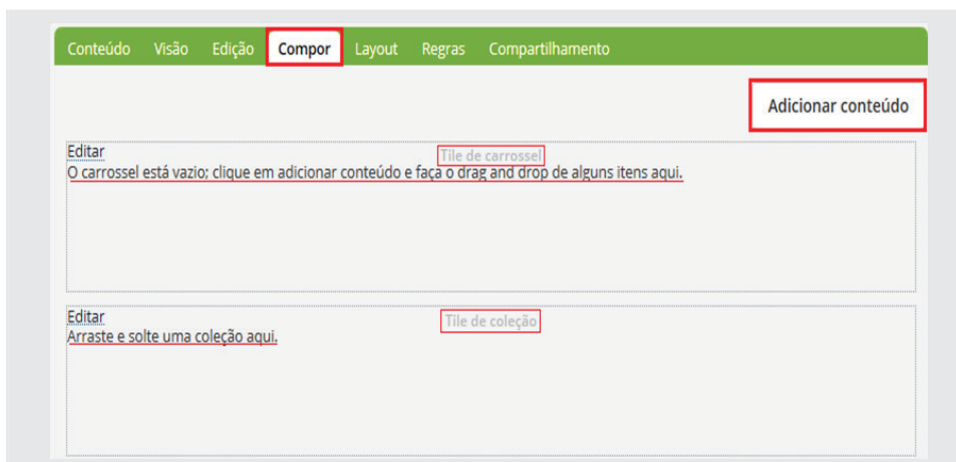 Conteúdo Visão Edição Compor Layout Regras Compartilhamento
Adicionar conteúdo
Editar
Tile de carrossel
O carrossel está vazio; clique em adicionar conteúdo e faça o drag and drop de alguns itens aqui.
Editar
Tile de coleção
Arraste e solte uma coleção aqui.